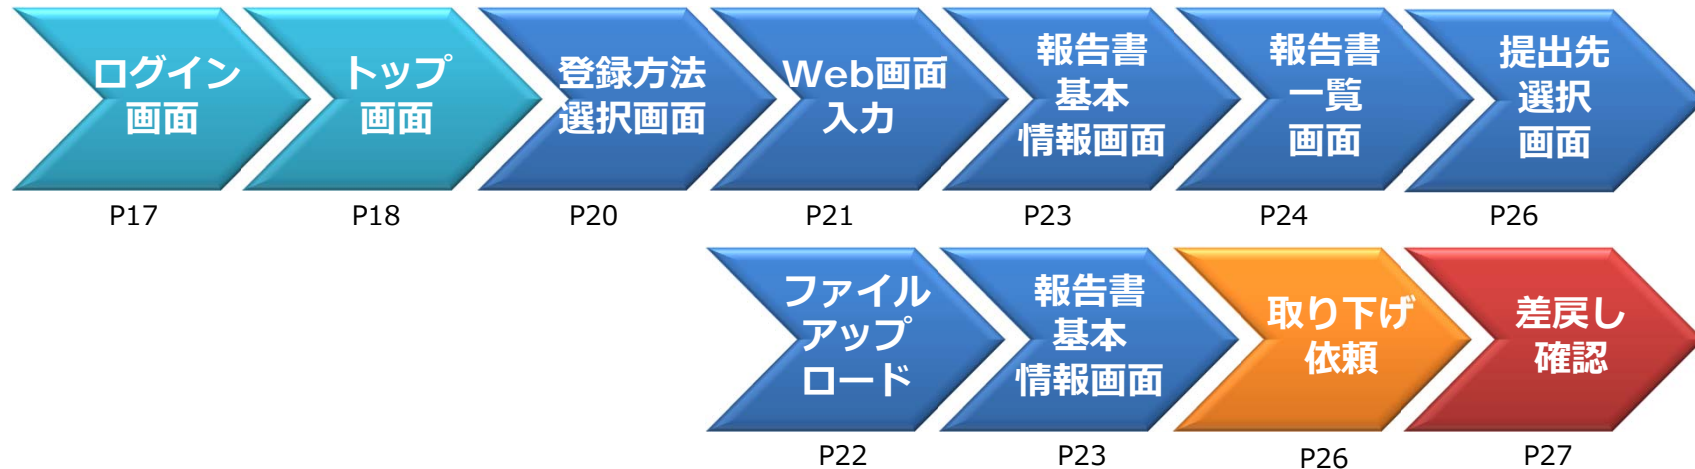 ログイン
画面
トップ
画面
登録方法
選択画面
Web画面
入力
報告書
基本
情報画面
報告書
一覧
画面
提出先
選択
画面
P17
P18
P20
P21
P23
P24
P26
ファイル
アップ
ロード
報告書
基本
情報画面
取り下げ
依頼
差戻し
確認
P22
P23
P26
P27